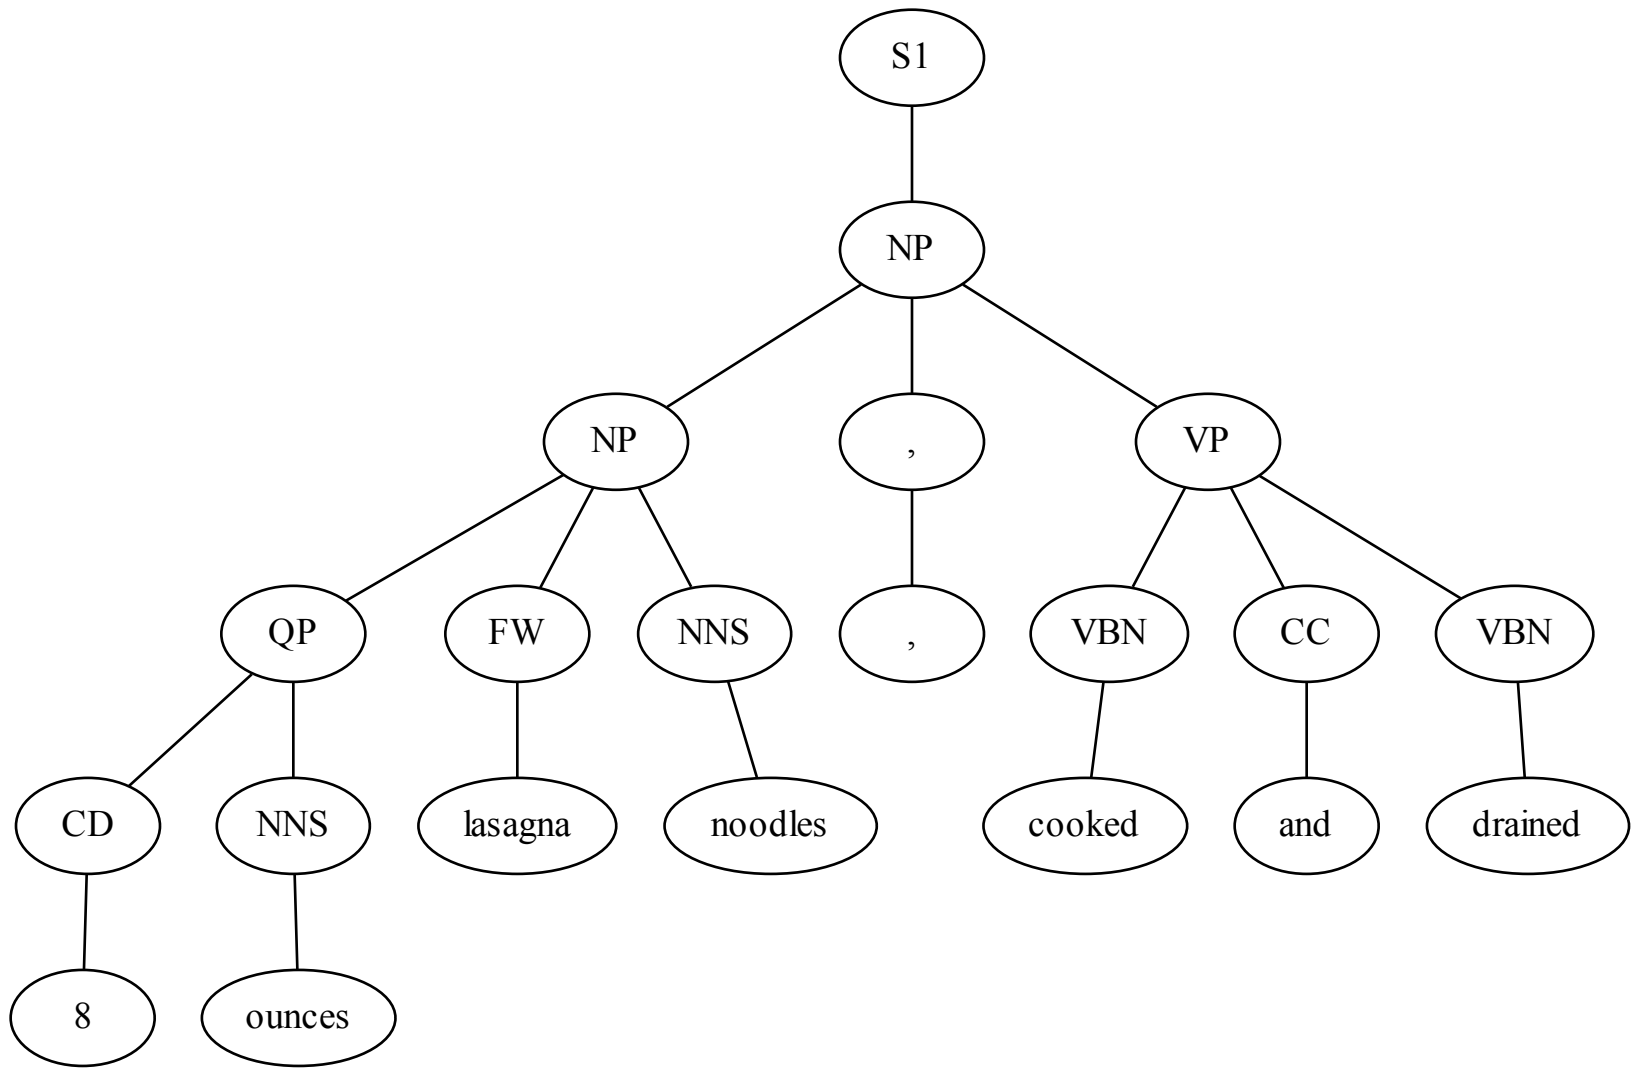 S1
NP
NP , VP
QP FW NNS , VBN CC VBN
CD NNS lasagna noodles cooked and drained
8 ounces